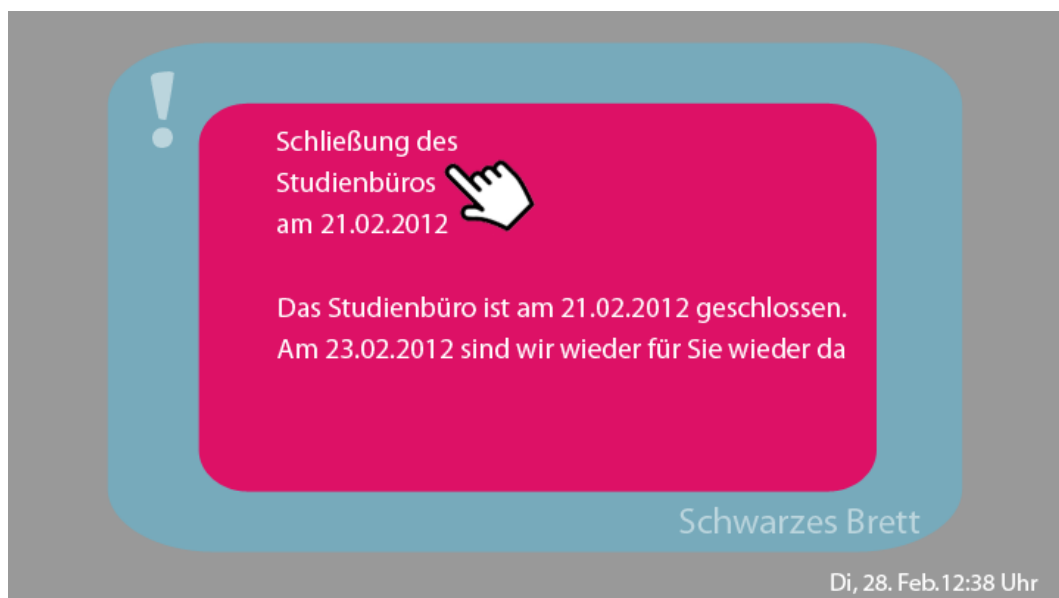 !
Schließung des
Studienbüros
am 21.02.2012
Das Studienbüro ist am 21.02.2012 geschlossen.
Am 23.02.2012 sind wir wieder für Sie wieder da
Schwarzes Brett
Di, 28. Feb.12:38 Uhr